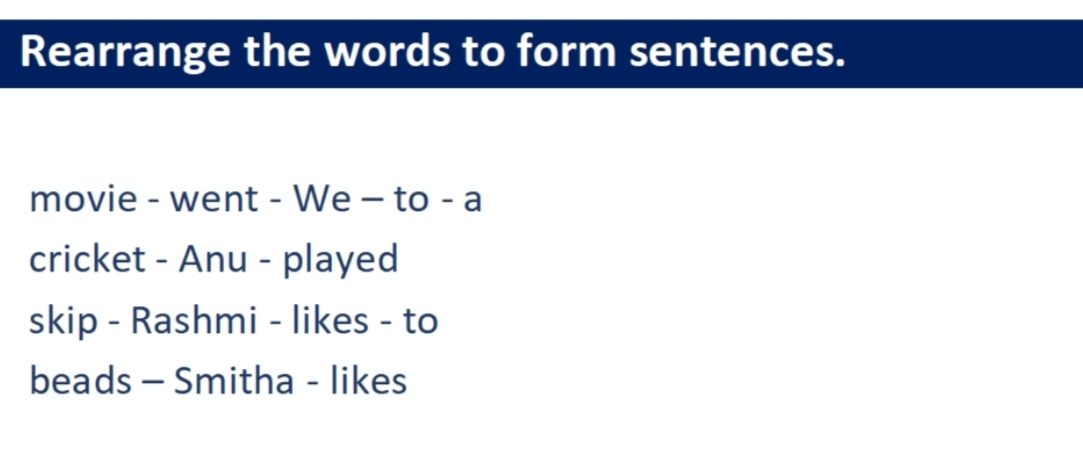 Rearrange the words to form sentences.
movie - went - We – to - a
cricket - Anu - played
skip - Rashmi - likes - to
beads – Smitha - likes